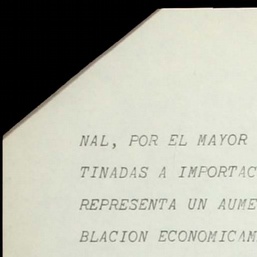 NAL, POR EL MAYOR
TINADAS A IMPORTAC
REPRESENTA UN AUME
BLACION ECONOMICAM